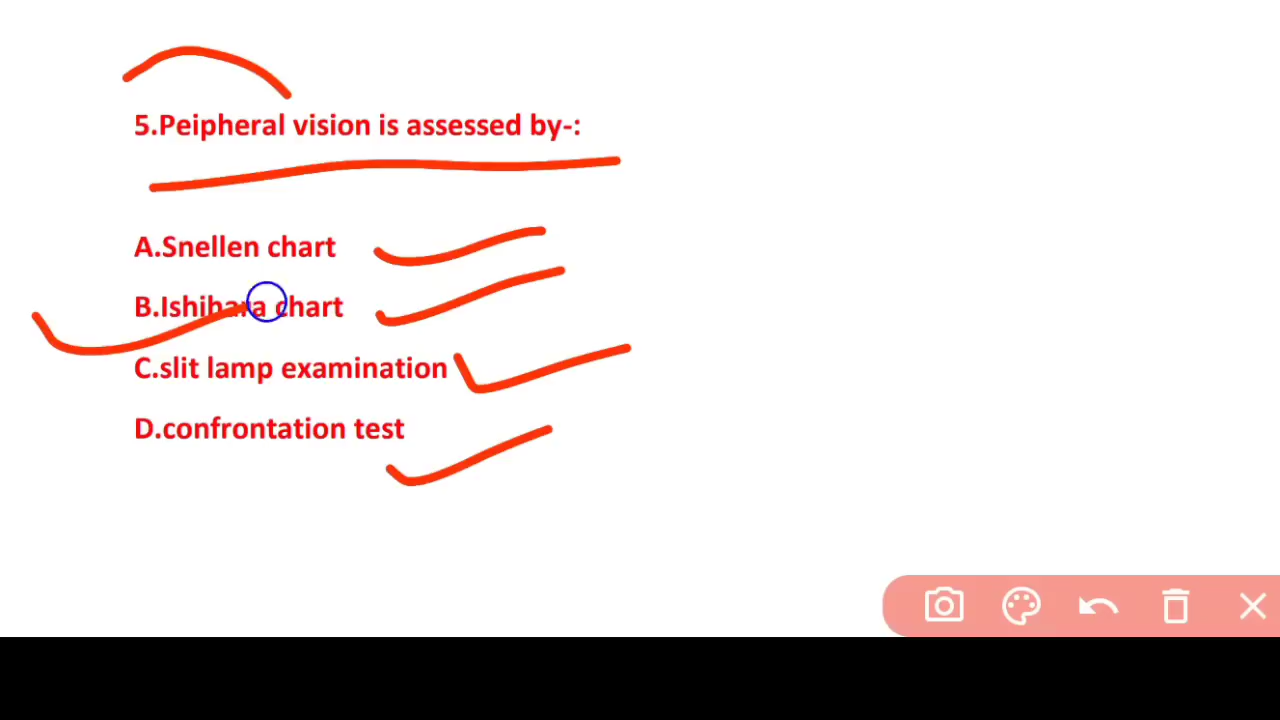 5.Peipheral vision is assessed by-:
A.Snellen chart
B.Ishihara chart
C.slit lamp examination
D.confrontation test